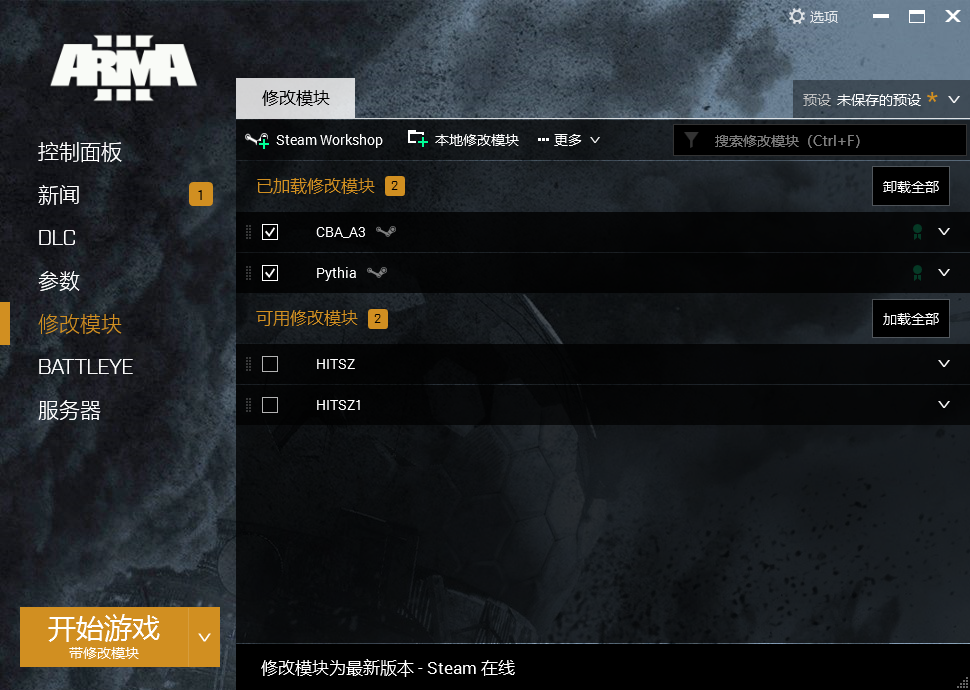 选项
ARMA
III
修改模块
预设 未保存的预设 *
Steam Workshop 本地修改模块 ··· 更多
搜索修改模块（Ctrl+F）
控制面板
新闻 1
DLC
参数
修改模块
BATTLEYE
服务器
已加载修改模块 2
卸载全部
CBA_A3
Pythia
可用修改模块 2
加载全部
HITSZ
HITSZ1
开始游戏
带修改模块
修改模块为最新版本 - Steam 在线